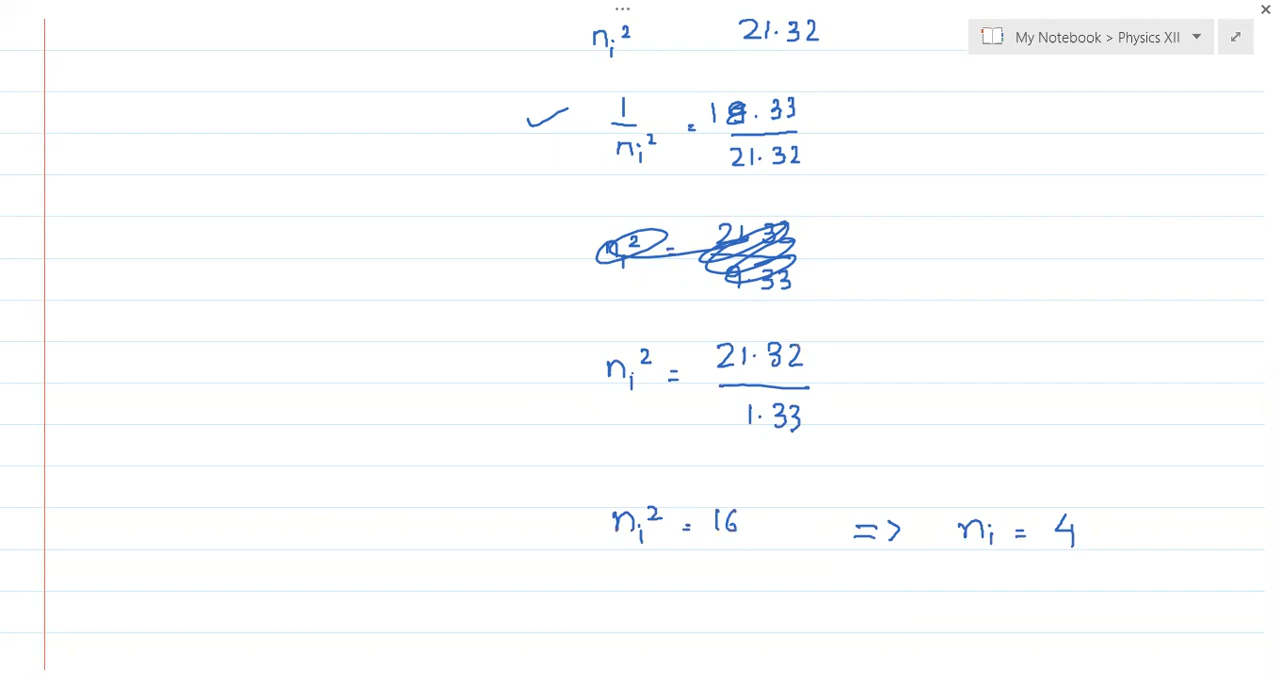 My Notebook > Physics XII
nᵢ² 21.32
1/nᵢ² = 1.33/21.32
nᵢ² = 21.32/1.33
nᵢ² = 16 => nᵢ = 4